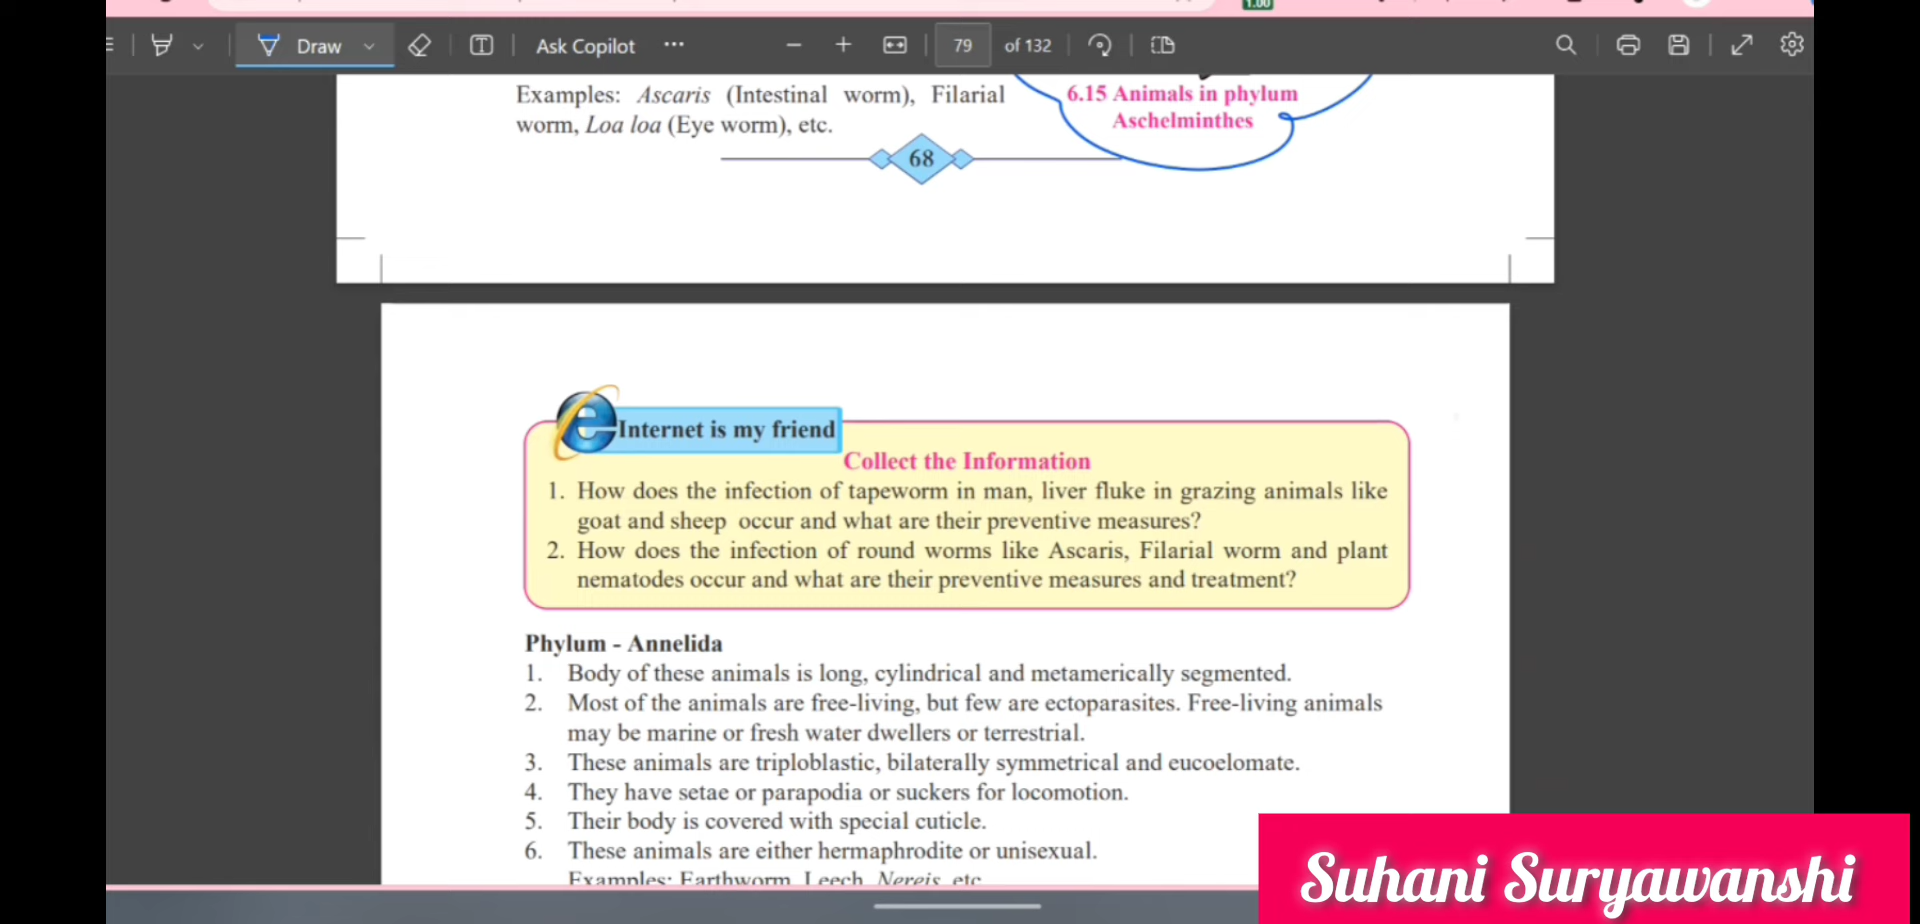 Draw
Ask Copilot
79 of 132
Examples: Ascaris (Intestinal worm), Filarial
worm, Loa loa (Eye worm), etc.
6.15 Animals in phylum
Aschelminthes
68
Internet is my friend
Collect the Information
1. How does the infection of tapeworm in man, liver fluke in grazing animals like
goat and sheep occur and what are their preventive measures?
2. How does the infection of round worms like Ascaris, Filarial worm and plant
nematodes occur and what are their preventive measures and treatment?
Phylum - Annelida
1. Body of these animals is long, cylindrical and metamerically segmented.
2. Most of the animals are free-living, but few are ectoparasites. Free-living animals
may be marine or fresh water dwellers or terrestrial.
3. These animals are triploblastic, bilaterally symmetrical and eucoelomate.
4. They have setae or parapodia or suckers for locomotion.
5. Their body is covered with special cuticle.
6. These animals are either hermaphrodite or unisexual.
Examples: Earthworm, Leech, Nereis, etc
Suhani Suryawanshi